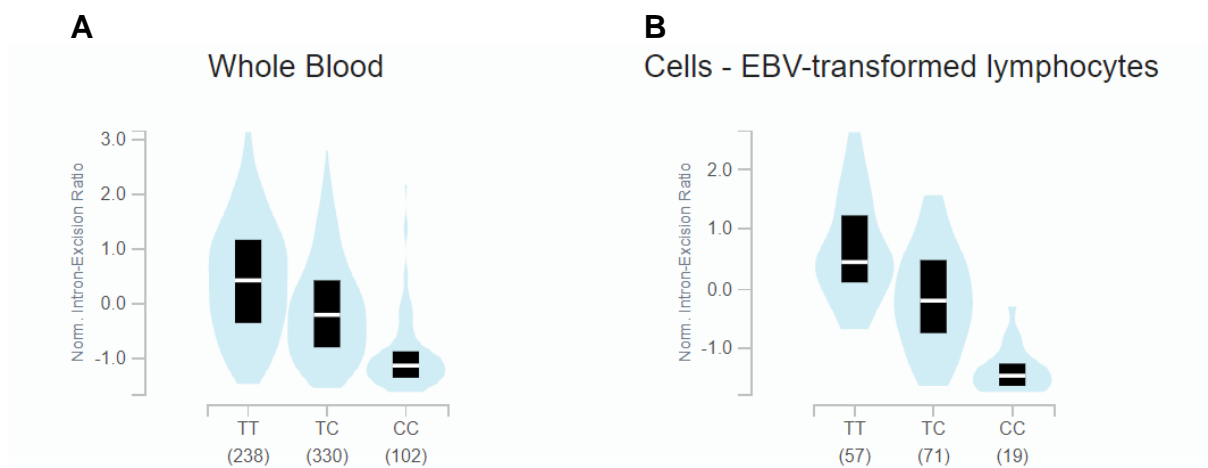 A
Whole Blood
Norm. Intron-Excision Ratio
3.0
2.0
1.0
0.0
-1.0
TT TC CC
(238) (330) (102)
B
Cells - EBV-transformed lymphocytes
Norm. Intron-Excision Ratio
2.0
1.0
0.0
-1.0
TT TC CC
(57) (71) (19)